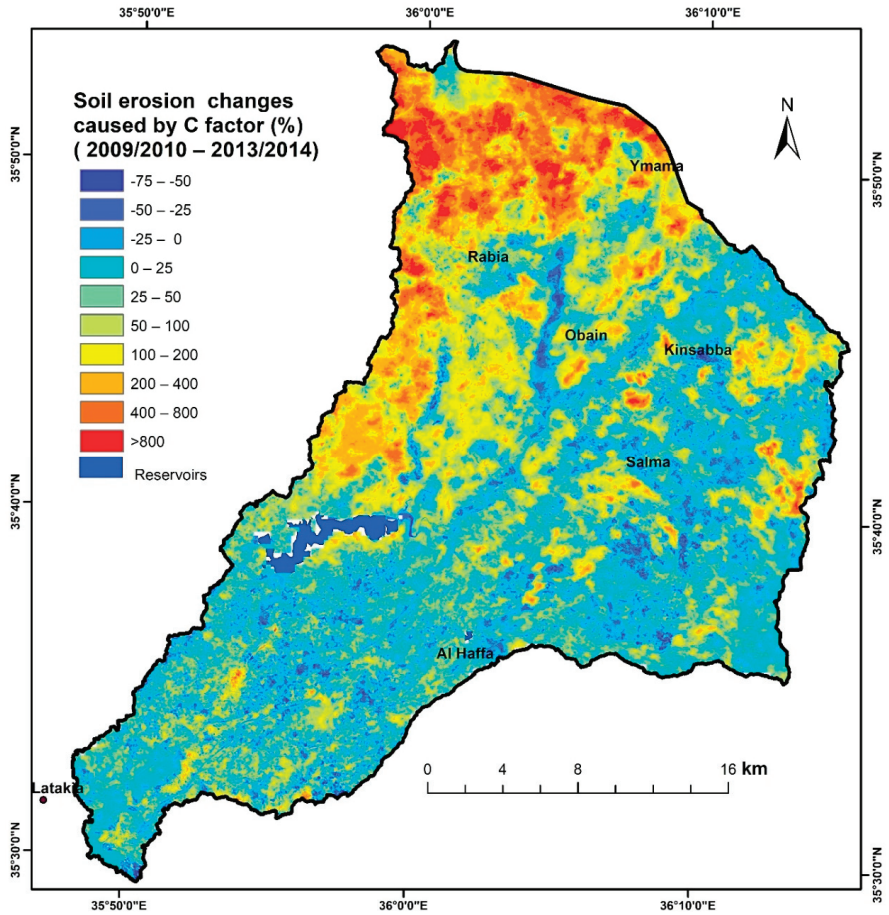 35°50'0"E
36°0'0"E
36°10'0"E
Soil erosion changes
caused by C factor (%)
( 2009/2010 – 2013/2014)
-75 – -50
-50 – -25
-25 – 0
0 – 25
25 – 50
50 – 100
100 – 200
200 – 400
400 – 800
>800
Reservoirs
N
35°50'0"N
35°50'0"N
Ymama
Rabia
Obain
Kinsabba
Salma
35°40'0"N
35°40'0"N
Al Haffa
0 4 8 16 km
Latakia
35°30'0"N
35°30'0"N
35°50'0"E
36°0'0"E
36°10'0"E